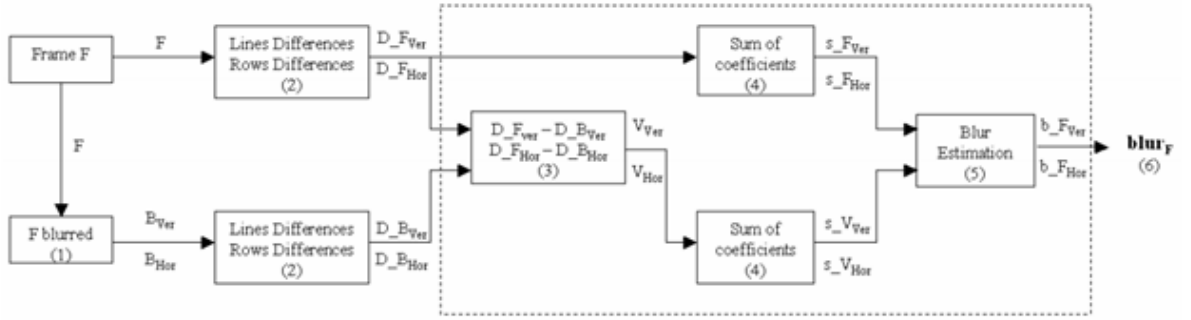 Frame F
F
Lines Differences
Rows Differences
(2)
D_F_Ver
D_F_Hor
Sum of
coefficients
(4)
s_F_Ver
s_F_Hor
F
D_F_ver – D_B_Ver
D_F_Hor – D_B_Hor
(3)
V_Ver
V_Hor
Blur
Estimation
(5)
b_F_Ver
b_F_Hor
blur_F
(6)
F blurred
(1)
B_Ver
B_Hor
Lines Differences
Rows Differences
(2)
D_B_Ver
D_B_Hor
Sum of
coefficients
(4)
s_V_Ver
s_V_Hor